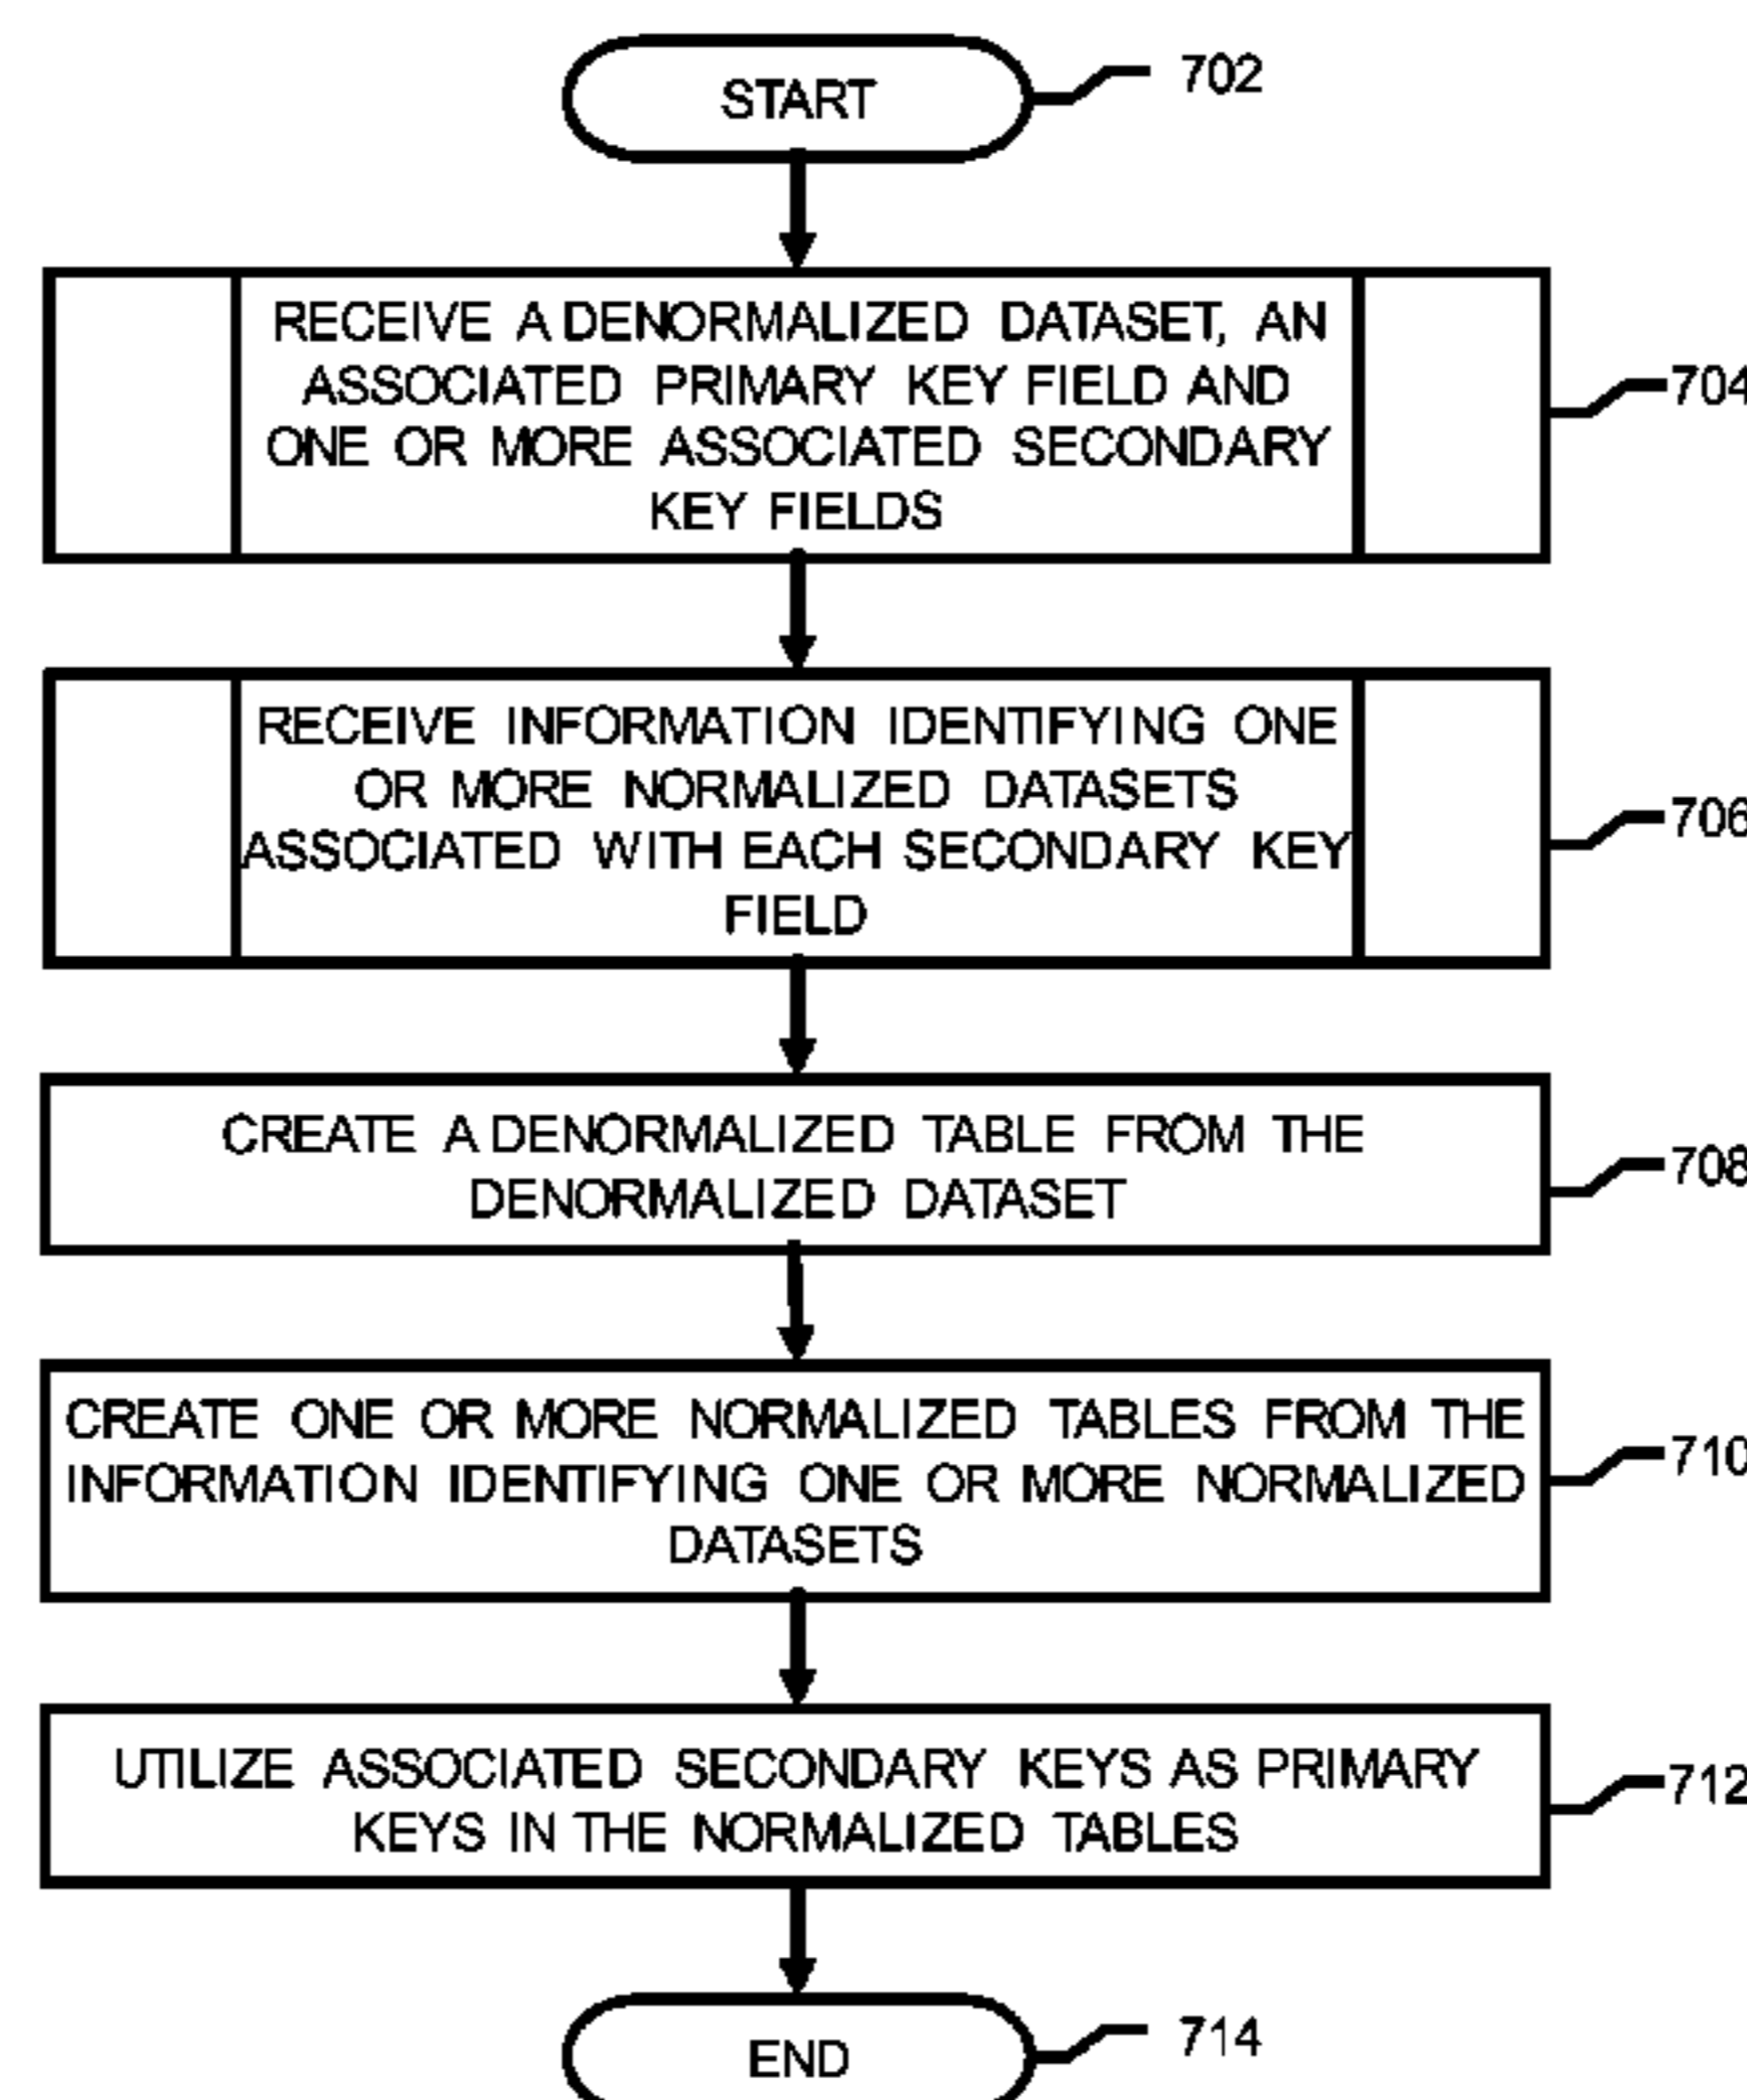 START
702
RECEIVE A DENORMALIZED DATASET, AN
ASSOCIATED PRIMARY KEY FIELD AND
ONE OR MORE ASSOCIATED SECONDARY
KEY FIELDS
704
RECEIVE INFORMATION IDENTIFYING ONE
OR MORE NORMALIZED DATASETS
ASSOCIATED WITH EACH SECONDARY KEY
FIELD
706
CREATE A DENORMALIZED TABLE FROM THE
DENORMALIZED DATASET
708
CREATE ONE OR MORE NORMALIZED TABLES FROM THE
INFORMATION IDENTIFYING ONE OR MORE NORMALIZED
DATASETS
710
UTILIZE ASSOCIATED SECONDARY KEYS AS PRIMARY
KEYS IN THE NORMALIZED TABLES
712
END
714